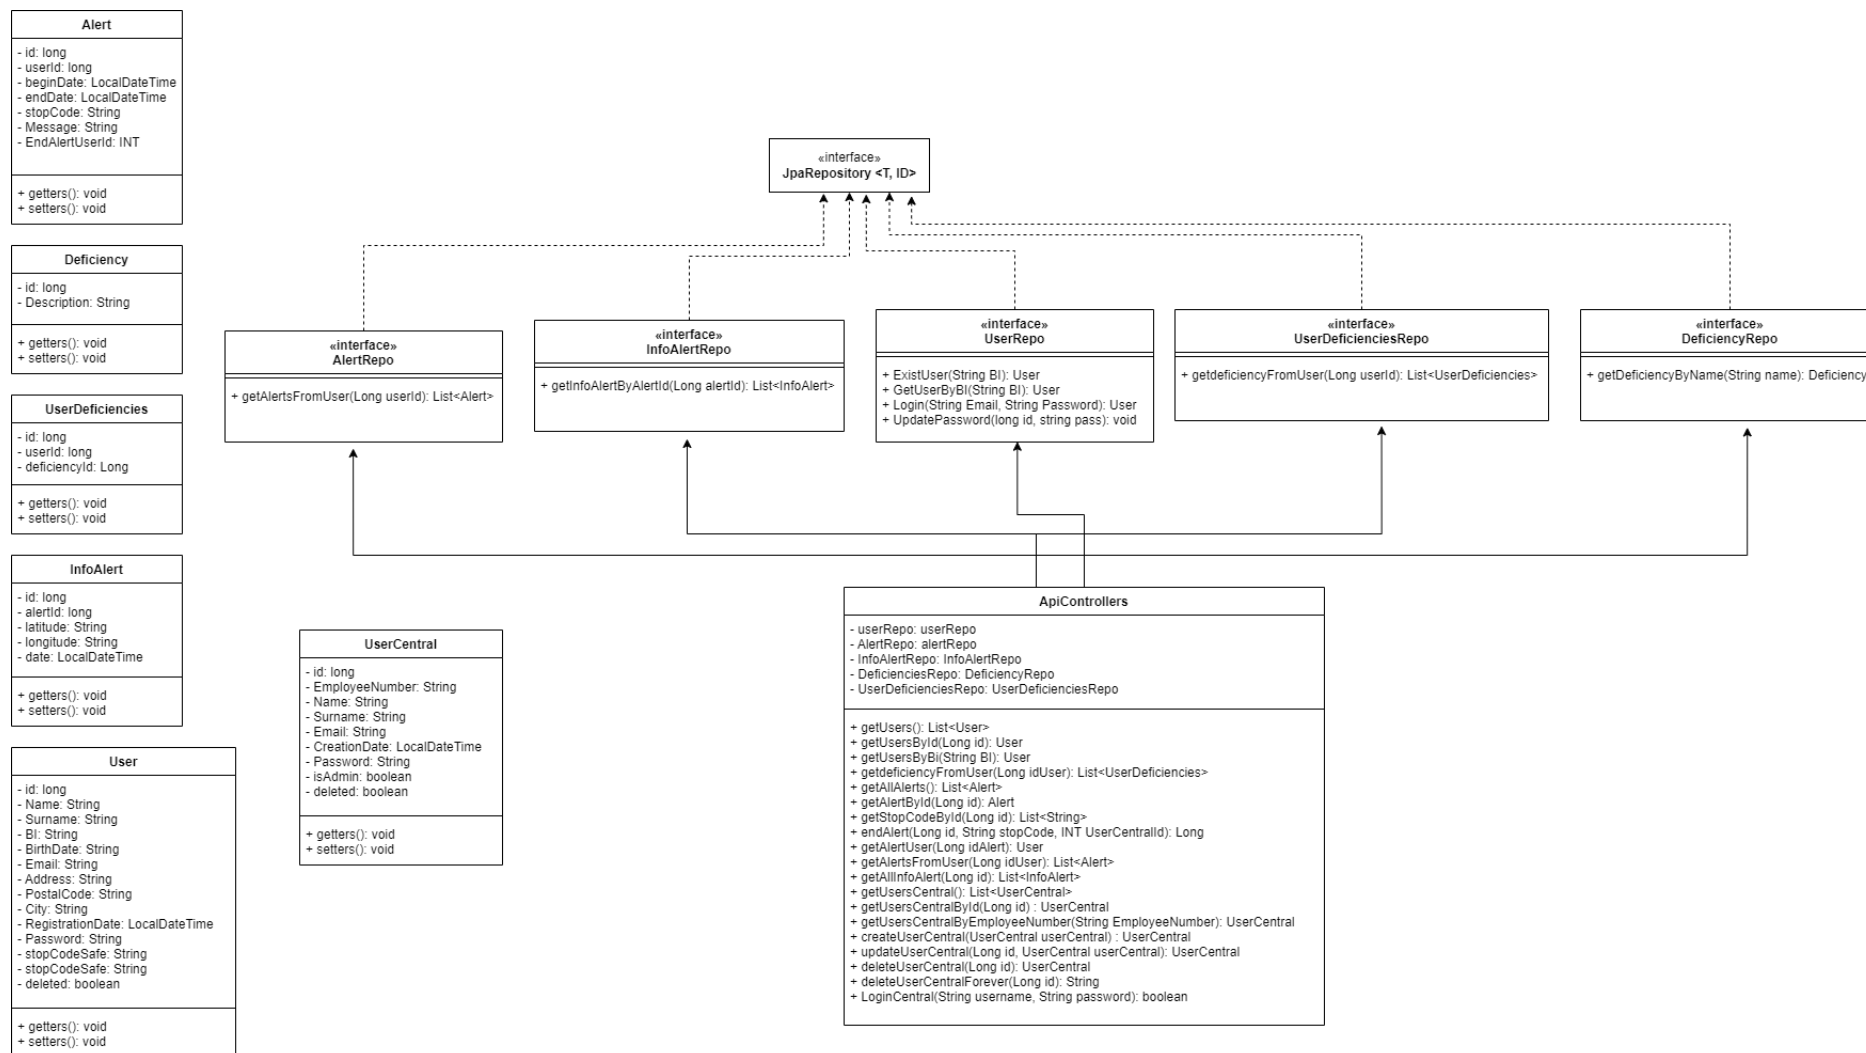 Alert
- id: long
- userId: long
- beginDate: LocalDateTime
- endDate: LocalDateTime
- stopCode: String
- Message: String
- EndAlertUserId: INT
+ getters(): void
+ setters(): void
Deficiency
- id: long
- Description: String
+ getters(): void
+ setters(): void
UserDeficiencies
- id: long
- userId: long
- deficiencyId: Long
+ getters(): void
+ setters(): void
InfoAlert
- id: long
- alertId: long
- latitude: String
- longitude: String
- date: LocalDateTime
+ getters(): void
+ setters(): void
User
- id: long
- Name: String
- Surname: String
- BI: String
- BirthDate: String
- Email: String
- Address: String
- PostalCode: String
- City: String
- RegistrationDate: LocalDateTime
- Password: String
- stopCodeSafe: String
- stopCodeSafe: String
- deleted: boolean
+ getters(): void
+ setters(): void
«interface»
JpaRepository <T, ID>
«interface»
AlertRepo
+ getAlertsFromUser(Long userId): List<Alert>
«interface»
InfoAlertRepo
+ getInfoAlertByAlertId(Long alertId): List<InfoAlert>
«interface»
UserRepo
+ ExistUser(String BI): User
+ GetUserByBI(String BI): User
+ Login(String Email, String Password): User
+ UpdatePassword(long id, string pass): void
«interface»
UserDeficienciesRepo
+ getdeficiencyFromUser(Long userId): List<UserDeficiencies>
«interface»
DeficiencyRepo
+ getDeficiencyByName(String name): Deficiency
UserCentral
- id: long
- EmployeeNumber: String
- Name: String
- Surname: String
- Email: String
- CreationDate: LocalDateTime
- Password: String
- isAdmin: boolean
- deleted: boolean
+ getters(): void
+ setters(): void
ApiControllers
- userRepo: userRepo
- AlertRepo: alertRepo
- InfoAlertRepo: InfoAlertRepo
- DeficienciesRepo: DeficiencyRepo
- UserDeficienciesRepo: UserDeficienciesRepo
+ getUsers(): List<User>
+ getUsersById(Long id): User
+ getUsersByBi(String BI): User
+ getdeficiencyFromUser(Long idUser): List<UserDeficiencies>
+ getAllAlerts(): List<Alert>
+ getAlertById(Long id): Alert
+ getStopCodeById(Long id): List<String>
+ endAlert(Long id, String stopCode, INT UserCentralId): Long
+ getAlertUser(Long idAlert): User
+ getAlertsFromUser(Long idUser): List<Alert>
+ getAllInfoAlert(Long id): List<InfoAlert>
+ getUsersCentral(): List<UserCentral>
+ getUsersCentralById(Long id) : UserCentral
+ getUsersCentralByEmployeeNumber(String EmployeeNumber): UserCentral
+ createUserCentral(UserCentral userCentral) : UserCentral
+ updateUserCentral(Long id, UserCentral userCentral): UserCentral
+ deleteUserCentral(Long id): UserCentral
+ deleteUserCentralForever(Long id): String
+ LoginCentral(String username, String password): boolean